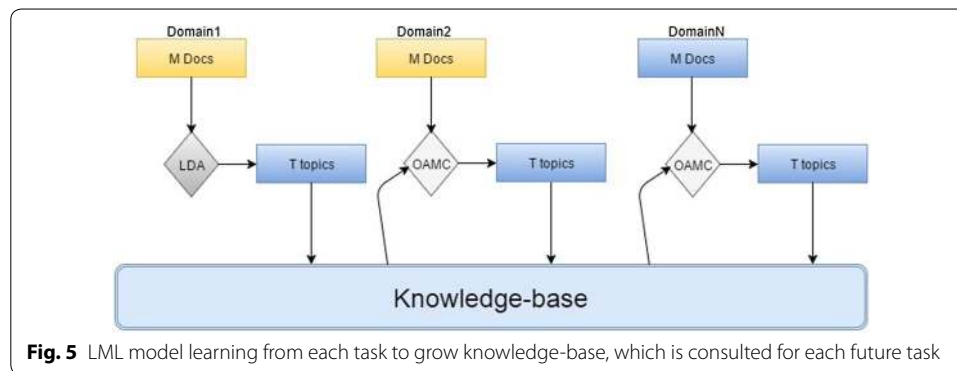 Domain1 Domain2 DomainN
M Docs M Docs M Docs
LDA T topics OAMC T topics OAMC T topics
Knowledge-base
Fig. 5 LML model learning from each task to grow knowledge-base, which is consulted for each future task